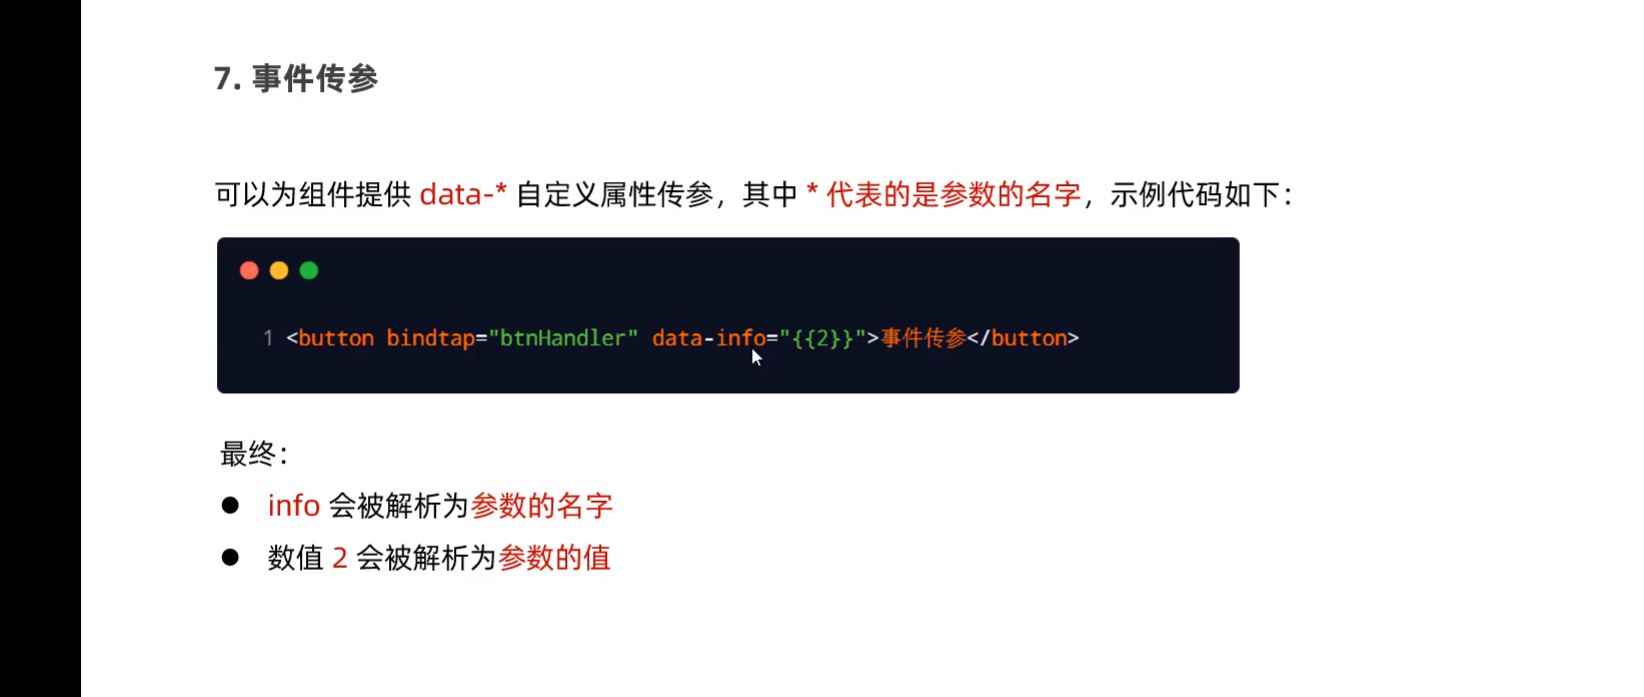 7. 事件传参
可以为组件提供 data-* 自定义属性传参，其中 * 代表的是参数的名字，示例代码如下：
1 <button bindtap="btnHandler" data-info="{{2}}">事件传参</button>
最终：
● info 会被解析为参数的名字
● 数值 2 会被解析为参数的值